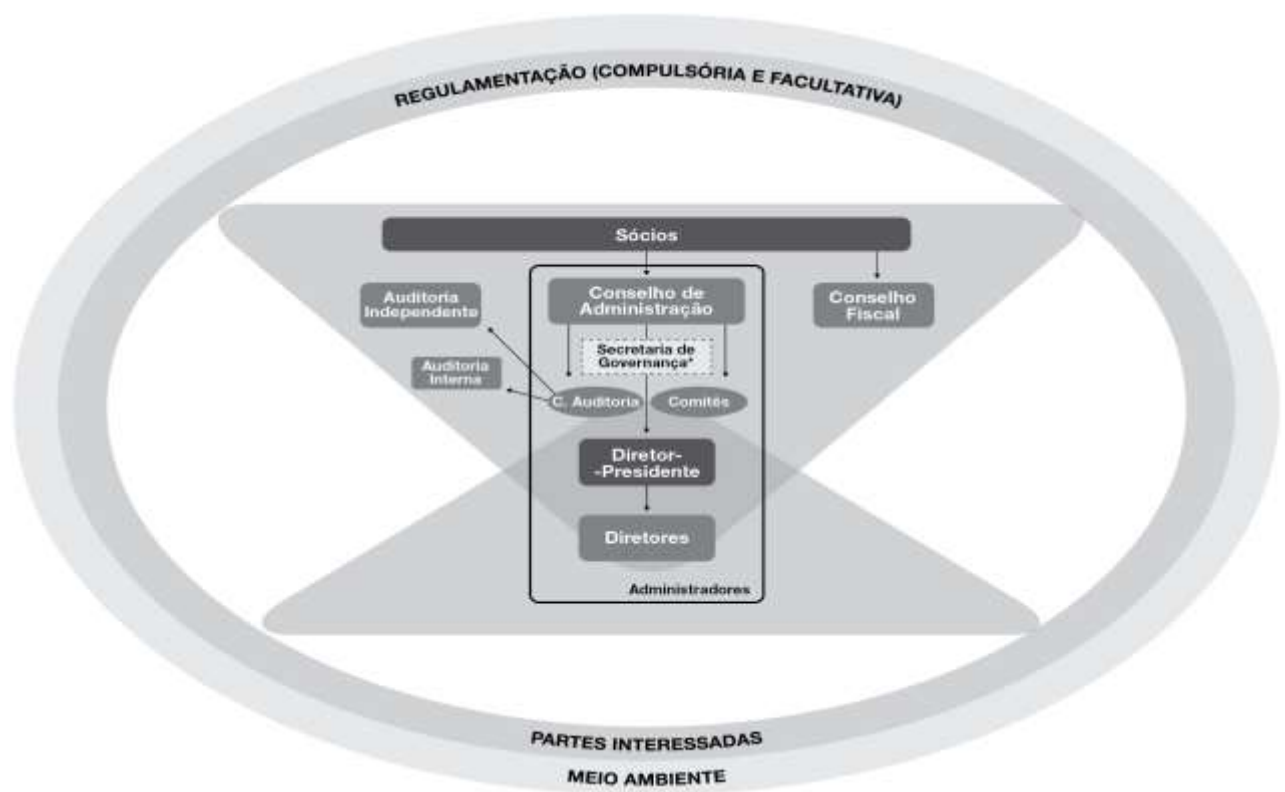 REGULAMENTAÇÃO (COMPULSÓRIA E FACULTATIVA)
Sócios
Auditoria
Independente
Conselho de
Administração
Conselho
Fiscal
Secretaria de
Governança*
Auditoria
Interna
C. Auditoria
Comitês
Diretor-
-Presidente
Diretores
Administradores
PARTES INTERESSADAS
MEIO AMBIENTE